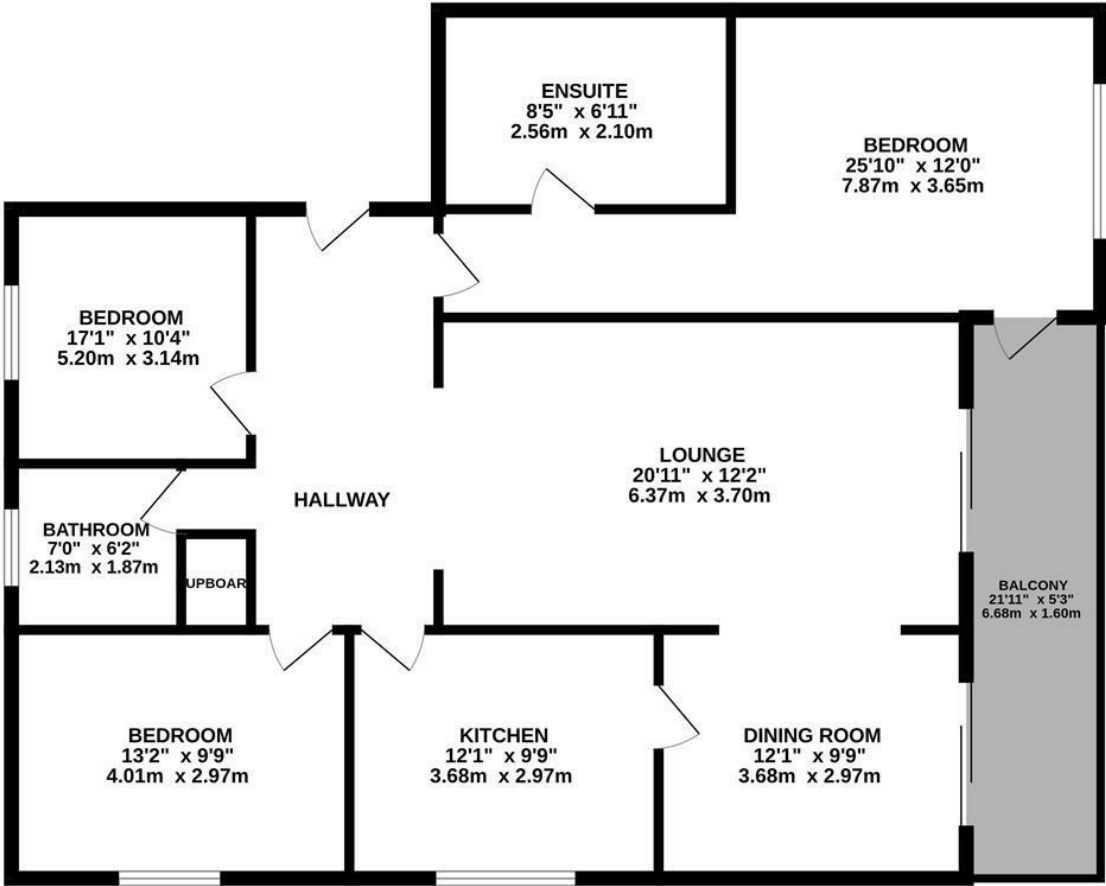 ENSUITE
8'5" x 6'11"
2.56m x 2.10m
BEDROOM
25'10" x 12'0"
7.87m x 3.65m
BEDROOM
17'1" x 10'4"
5.20m x 3.14m
LOUNGE
20'11" x 12'2"
6.37m x 3.70m
HALLWAY
BATHROOM
7'0" x 6'2"
2.13m x 1.87m
UPBOAR
BALCONY
21'11" x 5'3"
6.68m x 1.60m
BEDROOM
13'2" x 9'9"
4.01m x 2.97m
KITCHEN
12'1" x 9'9"
3.68m x 2.97m
DINING ROOM
12'1" x 9'9"
3.68m x 2.97m